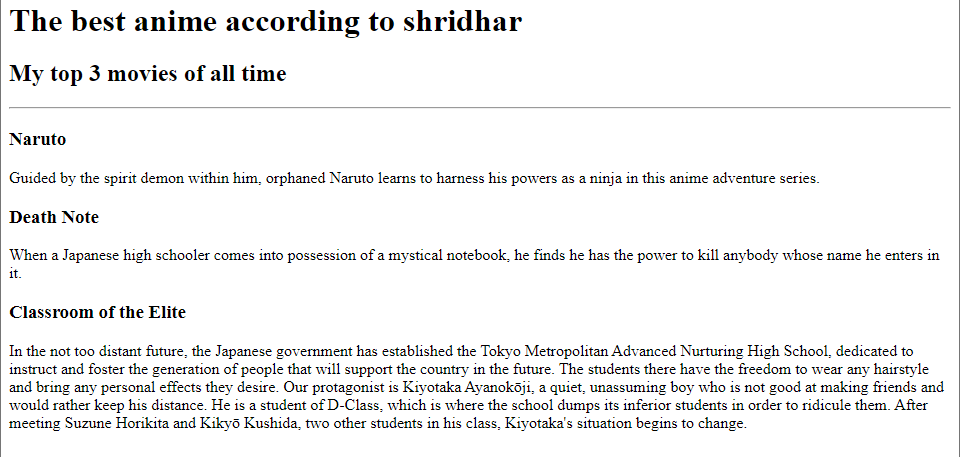 The best anime according to shridhar
My top 3 movies of all time
Naruto
Guided by the spirit demon within him, orphaned Naruto learns to harness his powers as a ninja in this anime adventure series.
Death Note
When a Japanese high schooler comes into possession of a mystical notebook, he finds he has the power to kill anybody whose name he enters in
it.
Classroom of the Elite
In the not too distant future, the Japanese government has established the Tokyo Metropolitan Advanced Nurturing High School, dedicated to
instruct and foster the generation of people that will support the country in the future. The students there have the freedom to wear any hairstyle
and bring any personal effects they desire. Our protagonist is Kiyotaka Ayanokōji, a quiet, unassuming boy who is not good at making friends and
would rather keep his distance. He is a student of D-Class, which is where the school dumps its inferior students in order to ridicule them. After
meeting Suzune Horikita and Kikyō Kushida, two other students in his class, Kiyotaka's situation begins to change.